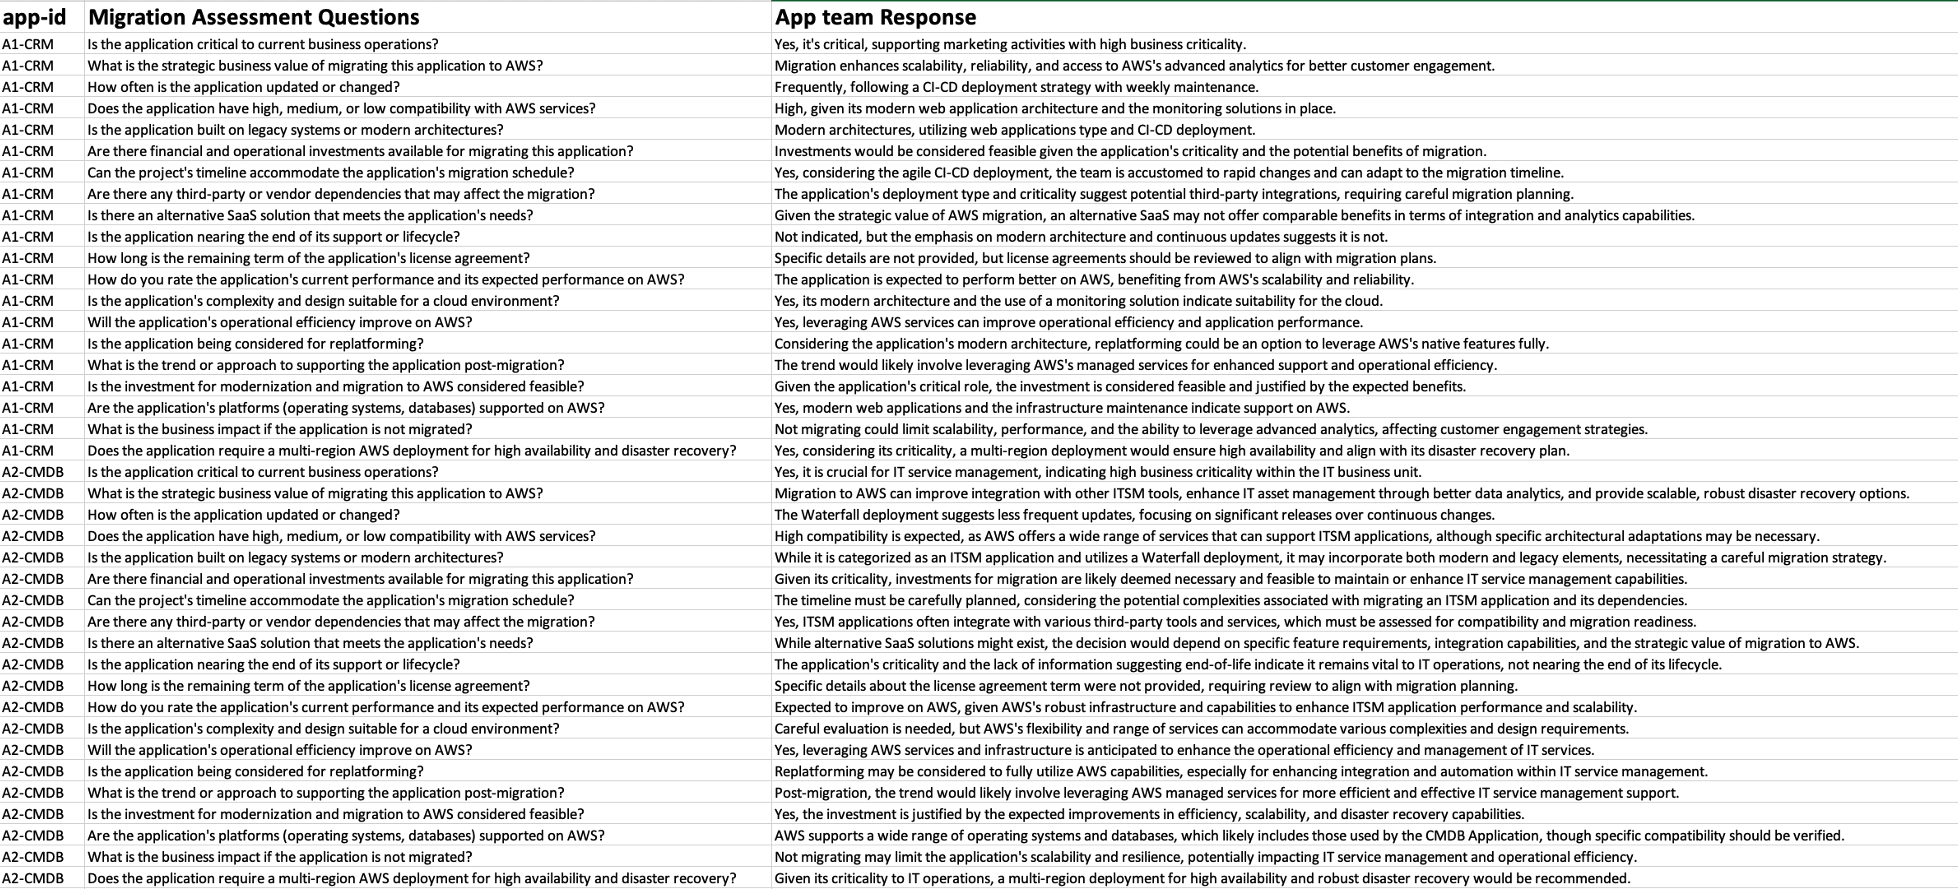 app-id Migration Assessment Questions App team Response
A1-CRM Is the application critical to current business operations? Yes, it's critical, supporting marketing activities with high business criticality.
A1-CRM What is the strategic business value of migrating this application to AWS? Migration enhances scalability, reliability, and access to AWS's advanced analytics for better customer engagement.
A1-CRM How often is the application updated or changed? Frequently, following a CI-CD deployment strategy with weekly maintenance.
A1-CRM Does the application have high, medium, or low compatibility with AWS services? High, given its modern web application architecture and the monitoring solutions in place.
A1-CRM Is the application built on legacy systems or modern architectures? Modern architectures, utilizing web applications type and CI-CD deployment.
A1-CRM Are there financial and operational investments available for migrating this application? Investments would be considered feasible given the application's criticality and the potential benefits of migration.
A1-CRM Can the project's timeline accommodate the application's migration schedule? Yes, considering the agile CI-CD deployment, the team is accustomed to rapid changes and can adapt to the migration timeline.
A1-CRM Are there any third-party or vendor dependencies that may affect the migration? The application's deployment type and criticality suggest potential third-party integrations, requiring careful migration planning.
A1-CRM Is there an alternative SaaS solution that meets the application's needs? Given the strategic value of AWS migration, an alternative SaaS may not offer comparable benefits in terms of integration and analytics capabilities.
A1-CRM Is the application nearing the end of its support or lifecycle? Not indicated, but the emphasis on modern architecture and continuous updates suggests it is not.
A1-CRM How long is the remaining term of the application's license agreement? Specific details are not provided, but license agreements should be reviewed to align with migration plans.
A1-CRM How do you rate the application's current performance and its expected performance on AWS? The application is expected to perform better on AWS, benefiting from AWS's scalability and reliability.
A1-CRM Is the application's complexity and design suitable for a cloud environment? Yes, its modern architecture and the use of a monitoring solution indicate suitability for the cloud.
A1-CRM Will the application's operational efficiency improve on AWS? Yes, leveraging AWS services can improve operational efficiency and application performance.
A1-CRM Is the application being considered for replatforming? Considering the application's modern architecture, replatforming could be an option to leverage AWS's native features fully.
A1-CRM What is the trend or approach to supporting the application post-migration? The trend would likely involve leveraging AWS's managed services for enhanced support and operational efficiency.
A1-CRM Is the investment for modernization and migration to AWS considered feasible? Given the application's critical role, the investment is considered feasible and justified by the expected benefits.
A1-CRM Are the application's platforms (operating systems, databases) supported on AWS? Yes, modern web applications and the infrastructure maintenance indicate support on AWS.
A1-CRM What is the business impact if the application is not migrated? Not migrating could limit scalability, performance, and the ability to leverage advanced analytics, affecting customer engagement strategies.
A1-CRM Does the application require a multi-region AWS deployment for high availability and disaster recovery? Yes, considering its criticality, a multi-region deployment would ensure high availability and align with its disaster recovery plan.
A2-CMDB Is the application critical to current business operations? Yes, it is crucial for IT service management, indicating high business criticality within the IT business unit.
A2-CMDB What is the strategic business value of migrating this application to AWS? Migration to AWS can improve integration with other ITSM tools, enhance IT asset management through better data analytics, and provide scalable, robust disaster recovery options.
A2-CMDB How often is the application updated or changed? The Waterfall deployment suggests less frequent updates, focusing on significant releases over continuous changes.
A2-CMDB Does the application have high, medium, or low compatibility with AWS services? High compatibility is expected, as AWS offers a wide range of services that can support ITSM applications, although specific architectural adaptations may be necessary.
A2-CMDB Is the application built on legacy systems or modern architectures? While it is categorized as an ITSM application and utilizes a Waterfall deployment, it may incorporate both modern and legacy elements, necessitating a careful migration strategy.
A2-CMDB Are there financial and operational investments available for migrating this application? Given its criticality, investments for migration are likely deemed necessary and feasible to maintain or enhance IT service management capabilities.
A2-CMDB Can the project's timeline accommodate the application's migration schedule? The timeline must be carefully planned, considering the potential complexities associated with migrating an ITSM application and its dependencies.
A2-CMDB Are there any third-party or vendor dependencies that may affect the migration? Yes, ITSM applications often integrate with various third-party tools and services, which must be assessed for compatibility and migration readiness.
A2-CMDB Is there an alternative SaaS solution that meets the application's needs? While alternative SaaS solutions might exist, the decision would depend on specific feature requirements, integration capabilities, and the strategic value of migration to AWS.
A2-CMDB Is the application nearing the end of its support or lifecycle? The application's criticality and the lack of information suggesting end-of-life indicate it remains vital to IT operations, not nearing the end of its lifecycle.
A2-CMDB How long is the remaining term of the application's license agreement? Specific details about the license agreement term were not provided, requiring review to align with migration planning.
A2-CMDB How do you rate the application's current performance and its expected performance on AWS? Expected to improve on AWS, given AWS's robust infrastructure and capabilities to enhance ITSM application performance and scalability.
A2-CMDB Is the application's complexity and design suitable for a cloud environment? Careful evaluation is needed, but AWS's flexibility and range of services can accommodate various complexities and design requirements.
A2-CMDB Will the application's operational efficiency improve on AWS? Yes, leveraging AWS services and infrastructure is anticipated to enhance the operational efficiency and management of IT services.
A2-CMDB Is the application being considered for replatforming? Replatforming may be considered to fully utilize AWS capabilities, especially for enhancing integration and automation within IT service management.
A2-CMDB What is the trend or approach to supporting the application post-migration? Post-migration, the trend would likely involve leveraging AWS managed services for more efficient and effective IT service management support.
A2-CMDB Is the investment for modernization and migration to AWS considered feasible? Yes, the investment is justified by the expected improvements in efficiency, scalability, and disaster recovery capabilities.
A2-CMDB Are the application's platforms (operating systems, databases) supported on AWS? AWS supports a wide range of operating systems and databases, which likely includes those used by the CMDB Application, though specific compatibility should be verified.
A2-CMDB What is the business impact if the application is not migrated? Not migrating may limit the application's scalability and resilience, potentially impacting IT service management and operational efficiency.
A2-CMDB Does the application require a multi-region AWS deployment for high availability and disaster recovery? Given its criticality to IT operations, a multi-region deployment for high availability and robust disaster recovery would be recommended.